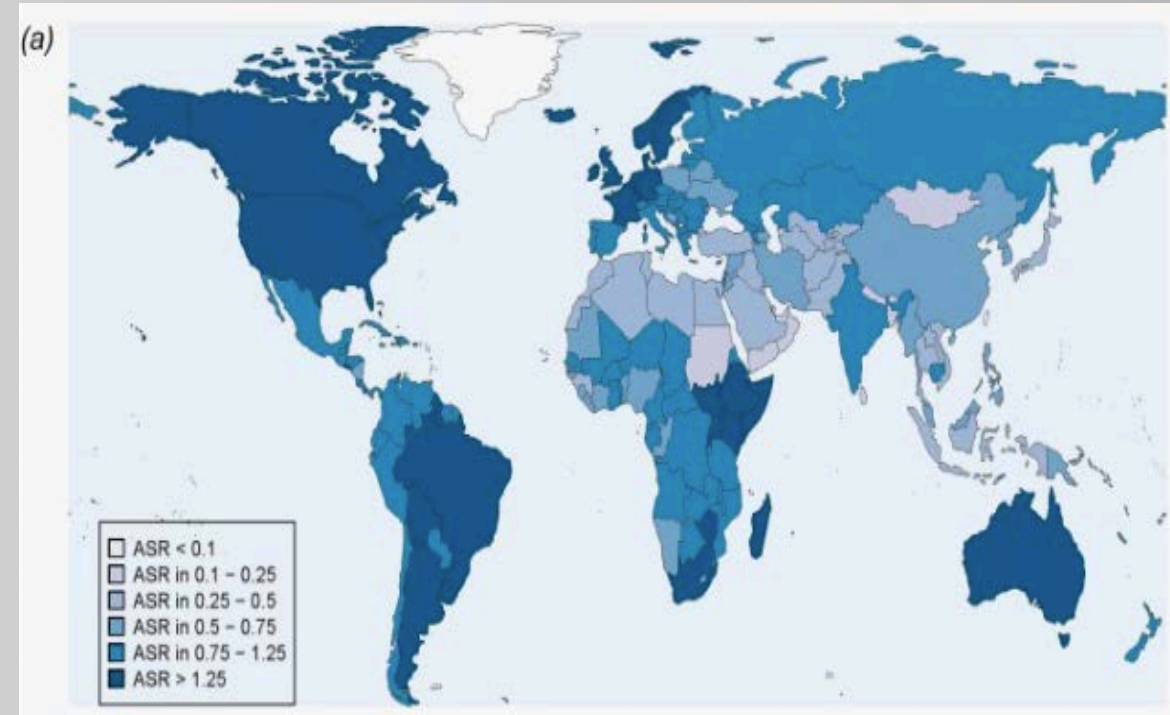 (a)
ASR < 0.1
ASR in 0.1 – 0.25
ASR in 0.25 – 0.5
ASR in 0.5 – 0.75
ASR in 0.75 – 1.25
ASR > 1.25